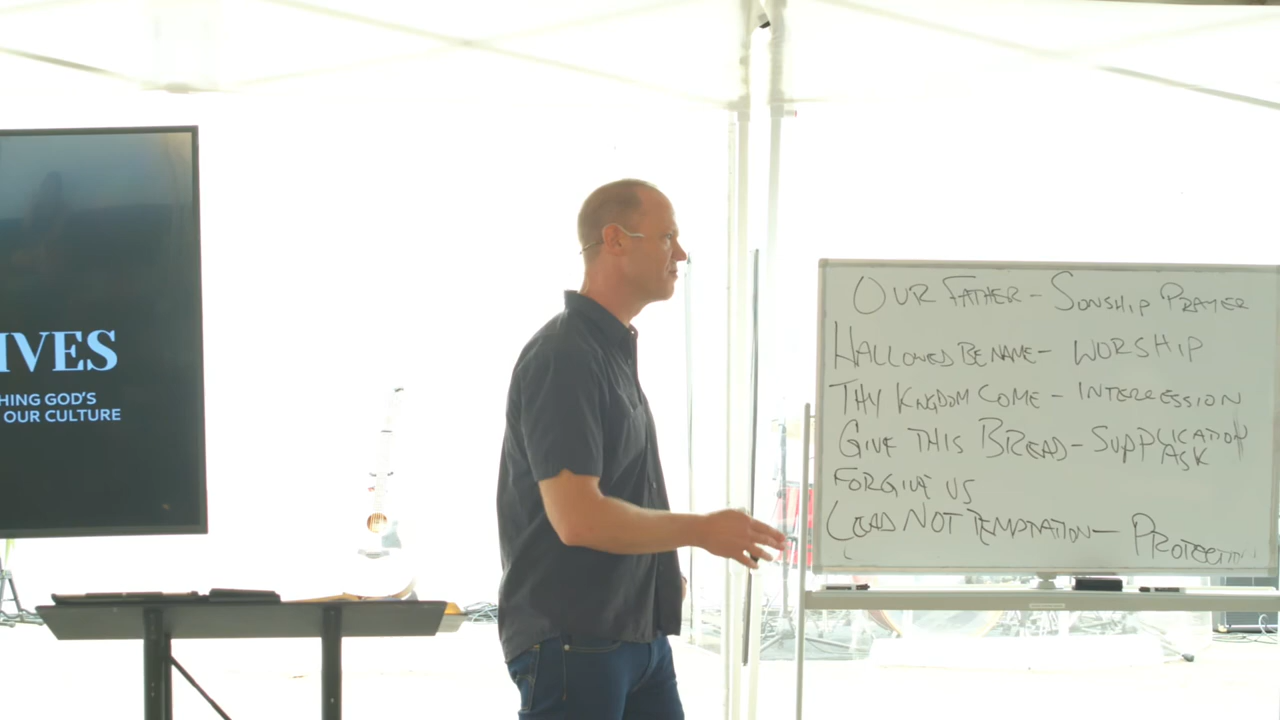 IVES
HING GOD'S
OUR CULTURE
OUR FATHER - SONSHIP PRAYER
HALLOWED BE NAME - WORSHIP
THY KINGDOM COME - INTERCESSION
GIVE THIS BREAD - SUPPLICATION
ASK
FORGIVE US
LEAD NOT TEMPTATION - PROTECTION